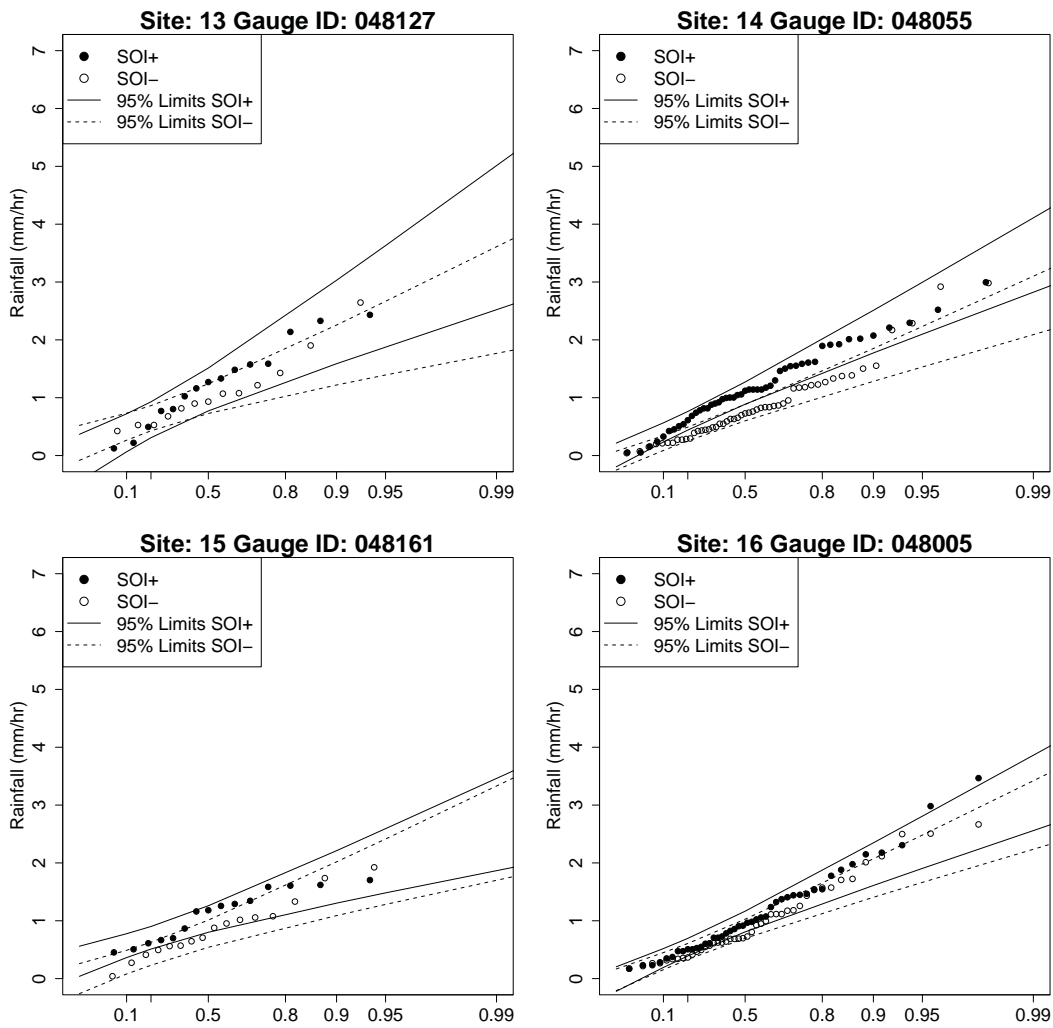 Site: 13 Gauge ID: 048127
SOI+
SOI−
95% Limits SOI+
95% Limits SOI−
Rainfall (mm/hr)
7
6
5
4
3
2
1
0
0.1 0.5 0.8 0.9 0.95 0.99
Site: 14 Gauge ID: 048055
SOI+
SOI−
95% Limits SOI+
95% Limits SOI−
Rainfall (mm/hr)
7
6
5
4
3
2
1
0
0.1 0.5 0.8 0.9 0.95 0.99
Site: 15 Gauge ID: 048161
SOI+
SOI−
95% Limits SOI+
95% Limits SOI−
Rainfall (mm/hr)
7
6
5
4
3
2
1
0
0.1 0.5 0.8 0.9 0.95 0.99
Site: 16 Gauge ID: 048005
SOI+
SOI−
95% Limits SOI+
95% Limits SOI−
Rainfall (mm/hr)
7
6
5
4
3
2
1
0
0.1 0.5 0.8 0.9 0.95 0.99